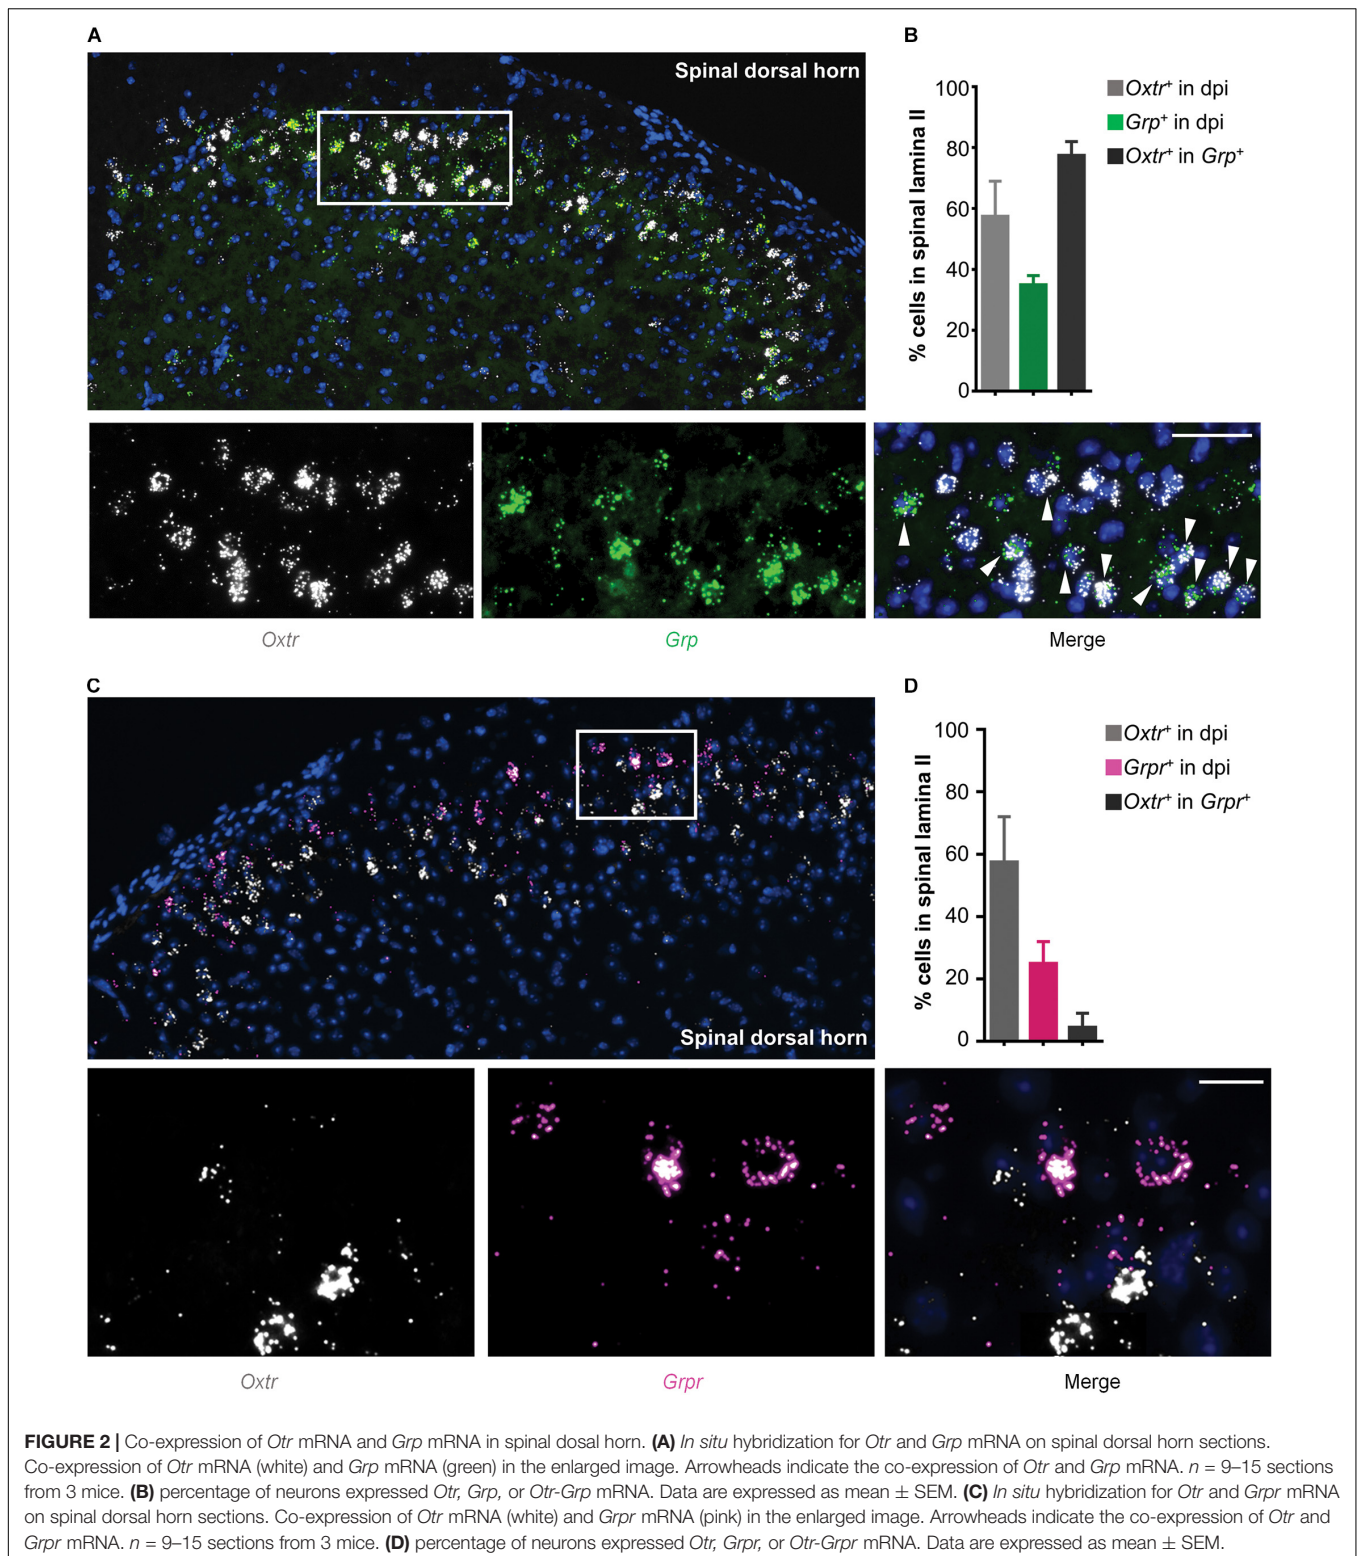 A
Spinal dorsal horn
B
100
80
60
40
20
0
% cells in spinal lamina II
Oxtr+ in dpi
Grp+ in dpi
Oxtr+ in Grp+
Oxtr
Grp
Merge
C
Spinal dorsal horn
D
100
80
60
40
20
0
% cells in spinal lamina II
Oxtr+ in dpi
Grpr+ in dpi
Oxtr+ in Grpr+
Oxtr
Grpr
Merge
FIGURE 2 | Co-expression of Otr mRNA and Grp mRNA in spinal dosal horn. (A) In situ hybridization for Otr and Grp mRNA on spinal dorsal horn sections.
Co-expression of Otr mRNA (white) and Grp mRNA (green) in the enlarged image. Arrowheads indicate the co-expression of Otr and Grp mRNA. n = 9–15 sections
from 3 mice. (B) percentage of neurons expressed Otr, Grp, or Otr-Grp mRNA. Data are expressed as mean ± SEM. (C) In situ hybridization for Otr and Grpr mRNA
on spinal dorsal horn sections. Co-expression of Otr mRNA (white) and Grpr mRNA (pink) in the enlarged image. Arrowheads indicate the co-expression of Otr and
Grpr mRNA. n = 9–15 sections from 3 mice. (D) percentage of neurons expressed Otr, Grpr, or Otr-Grpr mRNA. Data are expressed as mean ± SEM.